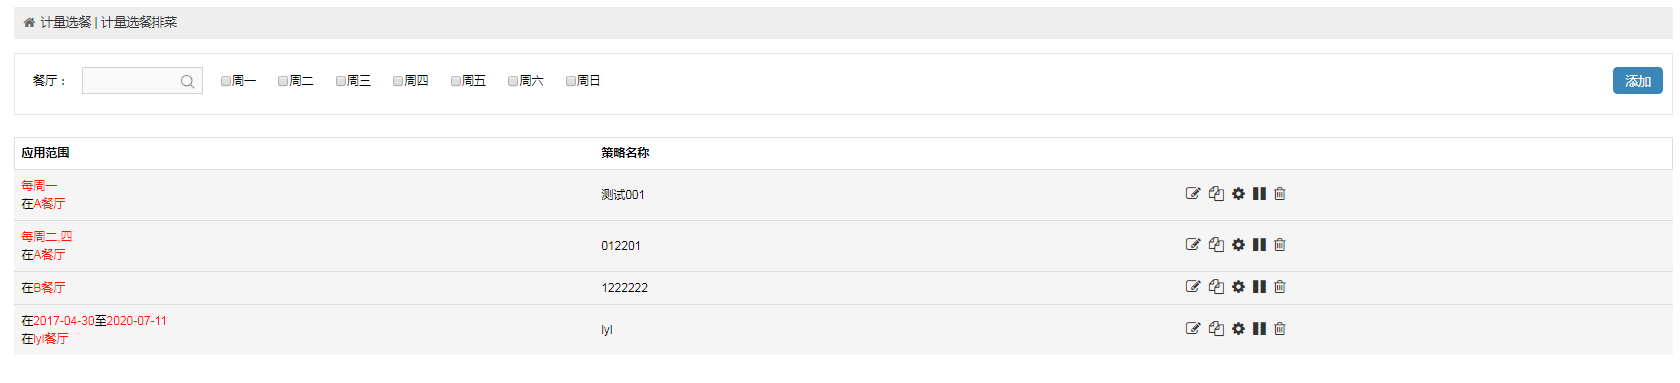 计量选餐 | 计量选餐排菜
餐厅： 周一 周二 周三 周四 周五 周六 周日 添加
应用范围 策略名称
每周一
在A餐厅 测试001
每周二,四
在A餐厅 012201
在B餐厅 1222222
在2017-04-30至2020-07-11
在lyl餐厅 lyl